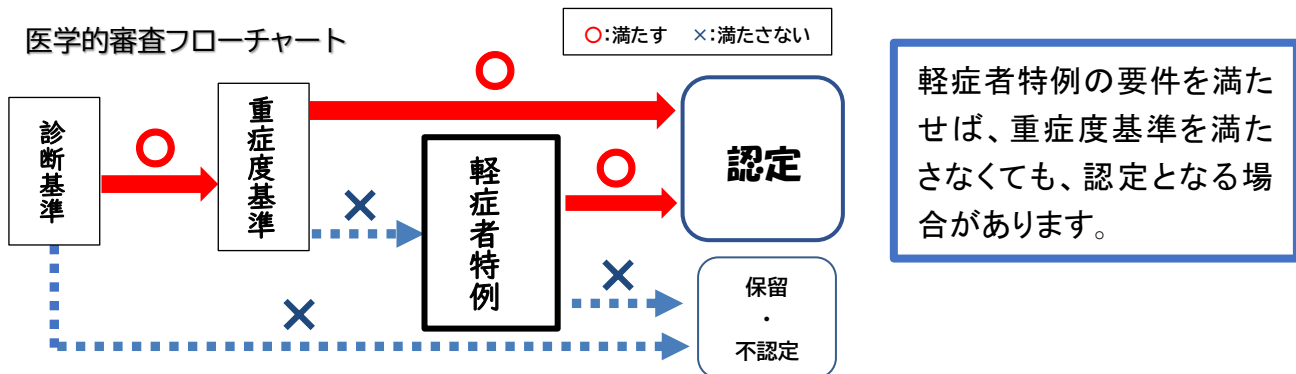 医学的審査フローチャート
○:満たす ×:満たさない
診断基準
○
重症度基準
○
×
軽症者特例
○
×
×
認定
保留
・
不認定
軽症者特例の要件を満た
せば、重症度基準を満た
さなくても、認定となる場
合があります。